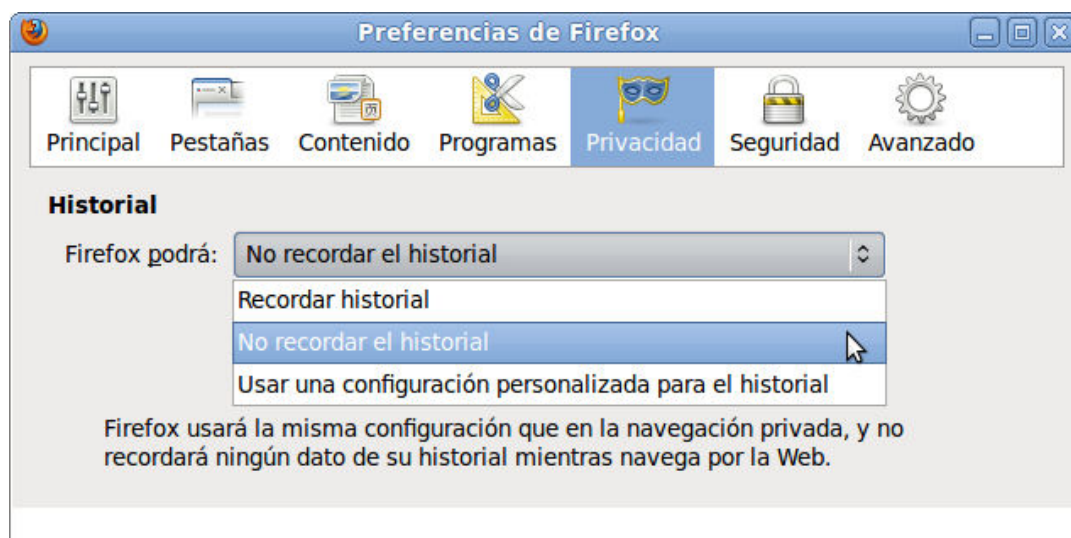 Preferencias de Firefox
Principal Pestañas Contenido Programas Privacidad Seguridad Avanzado
Historial
Firefox podrá: No recordar el historial
Recordar historial
No recordar el historial
Usar una configuración personalizada para el historial
Firefox usará la misma configuración que en la navegación privada, y no
recordará ningún dato de su historial mientras navega por la Web.